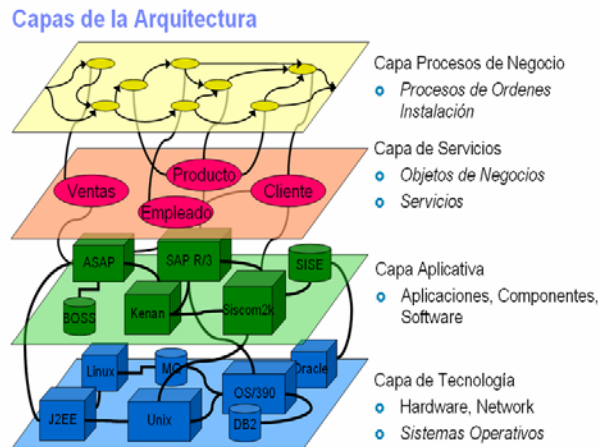 Capas de la Arquitectura
Capa Procesos de Negocio
Procesos de Ordenes
Instalación
Capa de Servicios
Objetos de Negocios
Servicios
Ventas
Producto
Cliente
Empleado
Capa Aplicativa
Aplicaciones, Componentes,
Software
ASAP
SAP R/3
SISE
BOSS
Kenan
Siscom2k
Capa de Tecnología
Hardware, Network
Sistemas Operativos
Linux
MQ
Oracle
OS/390
J2EE
Unix
DB2